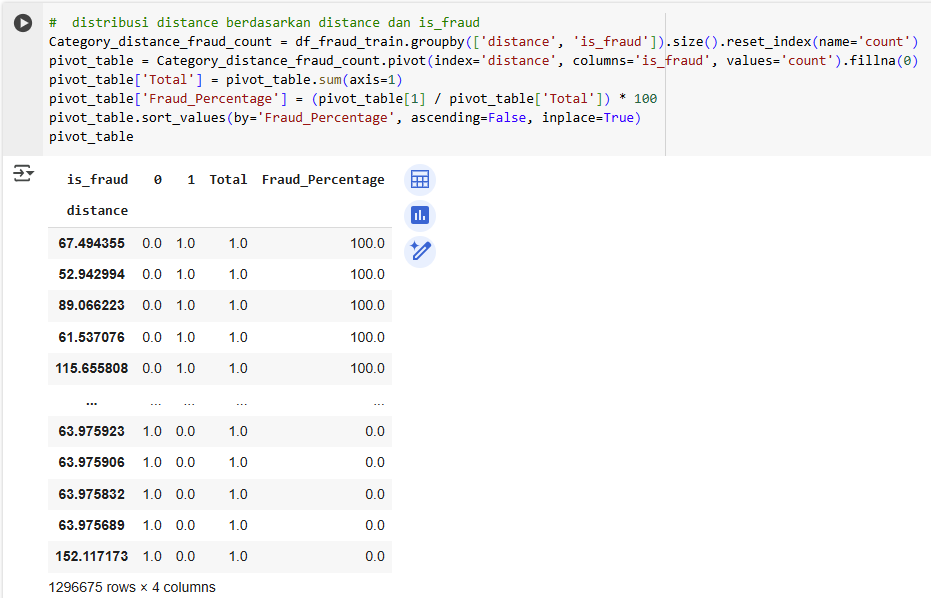 #  distribusi distance berdasarkan distance dan is_fraud
Category_distance_fraud_count = df_fraud_train.groupby(['distance', 'is_fraud']).size().reset_index(name='count')
pivot_table = Category_distance_fraud_count.pivot(index='distance', columns='is_fraud', values='count').fillna(0)
pivot_table['Total'] = pivot_table.sum(axis=1)
pivot_table['Fraud_Percentage'] = (pivot_table[1] / pivot_table['Total']) * 100
pivot_table.sort_values(by='Fraud_Percentage', ascending=False, inplace=True)
pivot_table
is_fraud 0 1 Total Fraud_Percentage
distance
67.494355 0.0 1.0 1.0 100.0
52.942994 0.0 1.0 1.0 100.0
89.066223 0.0 1.0 1.0 100.0
61.537076 0.0 1.0 1.0 100.0
115.655808 0.0 1.0 1.0 100.0
... ... ... ... ...
63.975923 1.0 0.0 1.0 0.0
63.975906 1.0 0.0 1.0 0.0
63.975832 1.0 0.0 1.0 0.0
63.975689 1.0 0.0 1.0 0.0
152.117173 1.0 0.0 1.0 0.0
1296675 rows × 4 columns